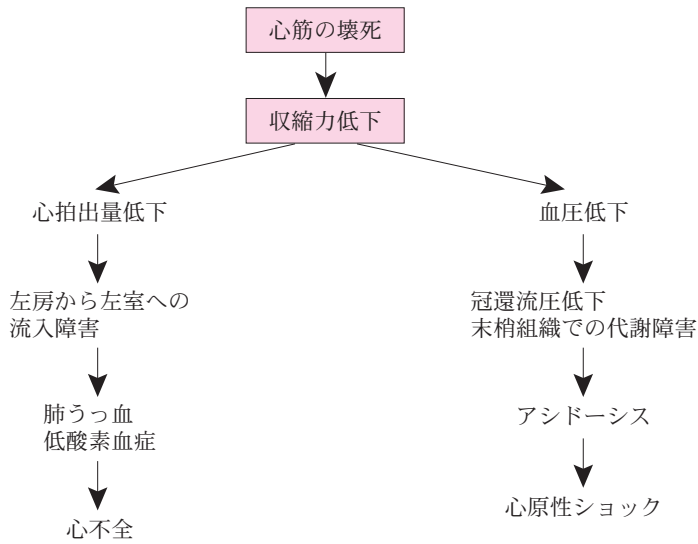 心筋の壊死
収縮力低下
心拍出量低下
左房から左室への
流入障害
肺うっ血
低酸素血症
心不全
血圧低下
冠還流圧低下
末梢組織での代謝障害
アシドーシス
心原性ショック